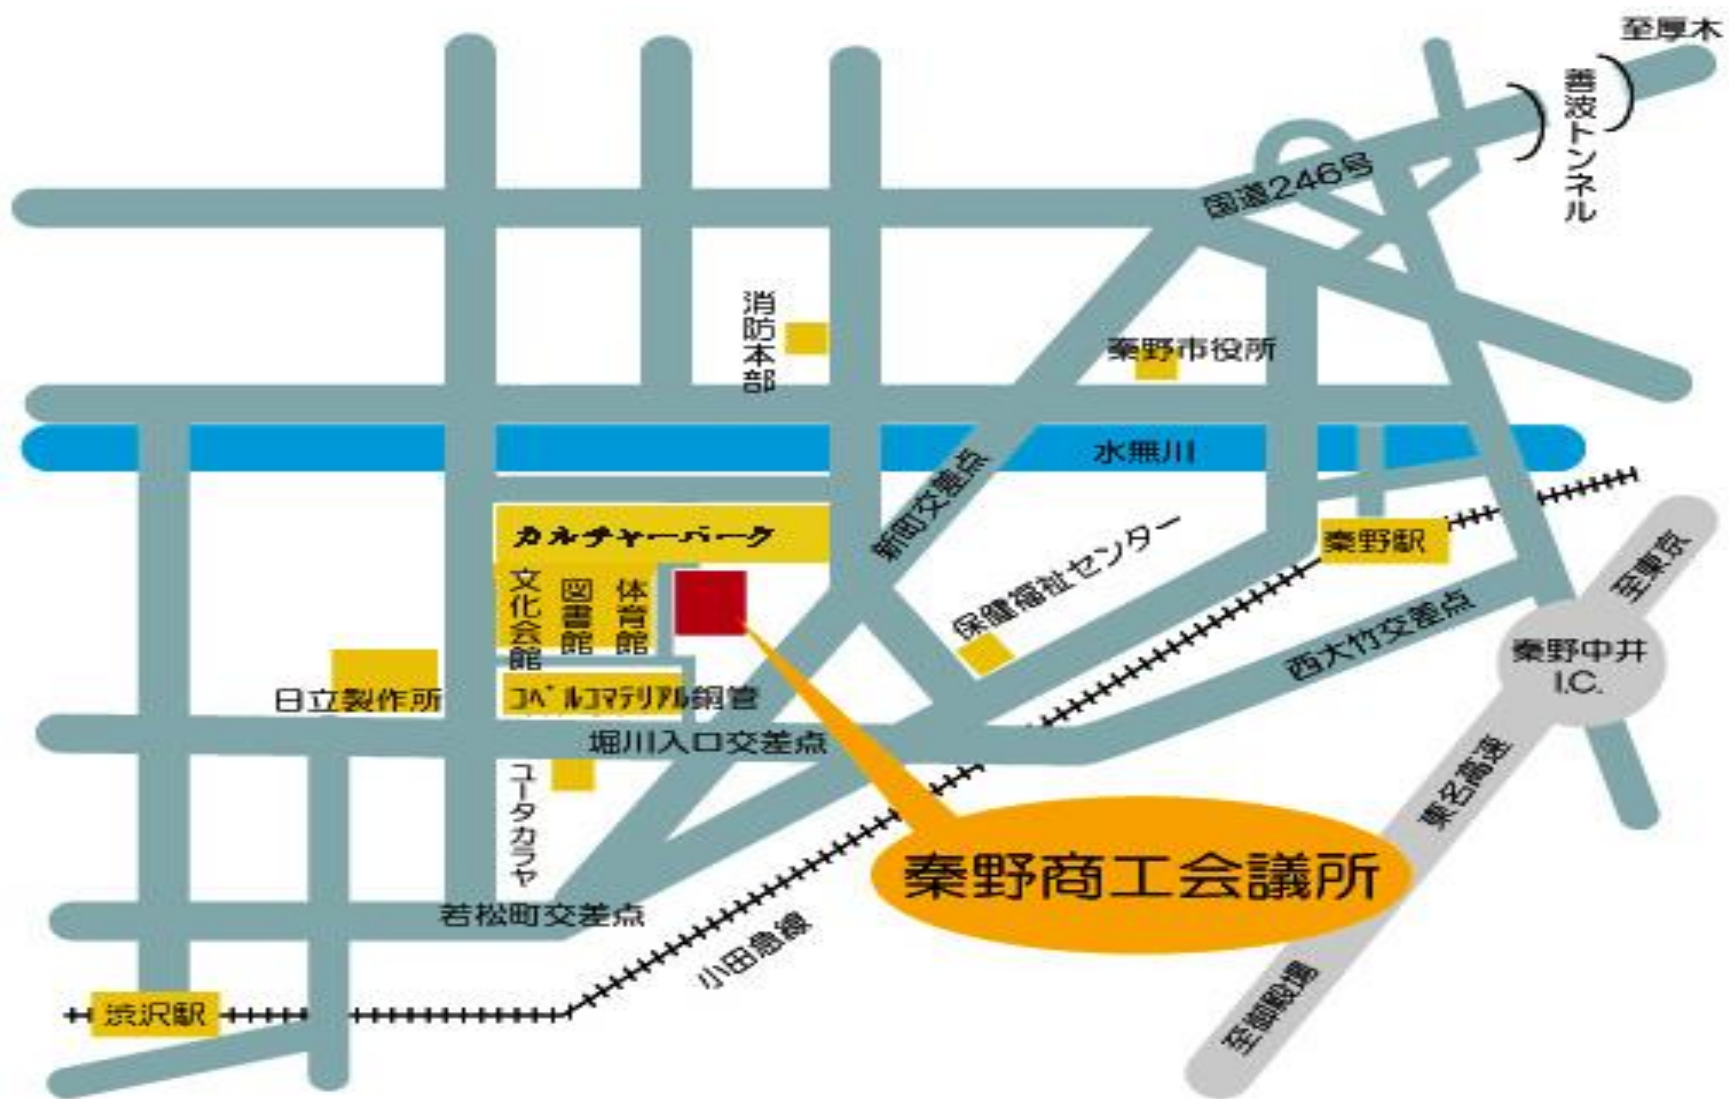 至厚木
善波トンネル
国道246号
消防本部
秦野市役所
水無川
新町交差点
カルチャーパーク
文化会館
図書館
体育館
保健福祉センター
秦野駅
至東京
西大竹交差点
秦野中井
I.C.
日立製作所
コベルコマテリアル銅管
堀川入口交差点
ユータカラヤ
東名高速
秦野商工会議所
若松町交差点
小田急線
至御殿場
渋沢駅